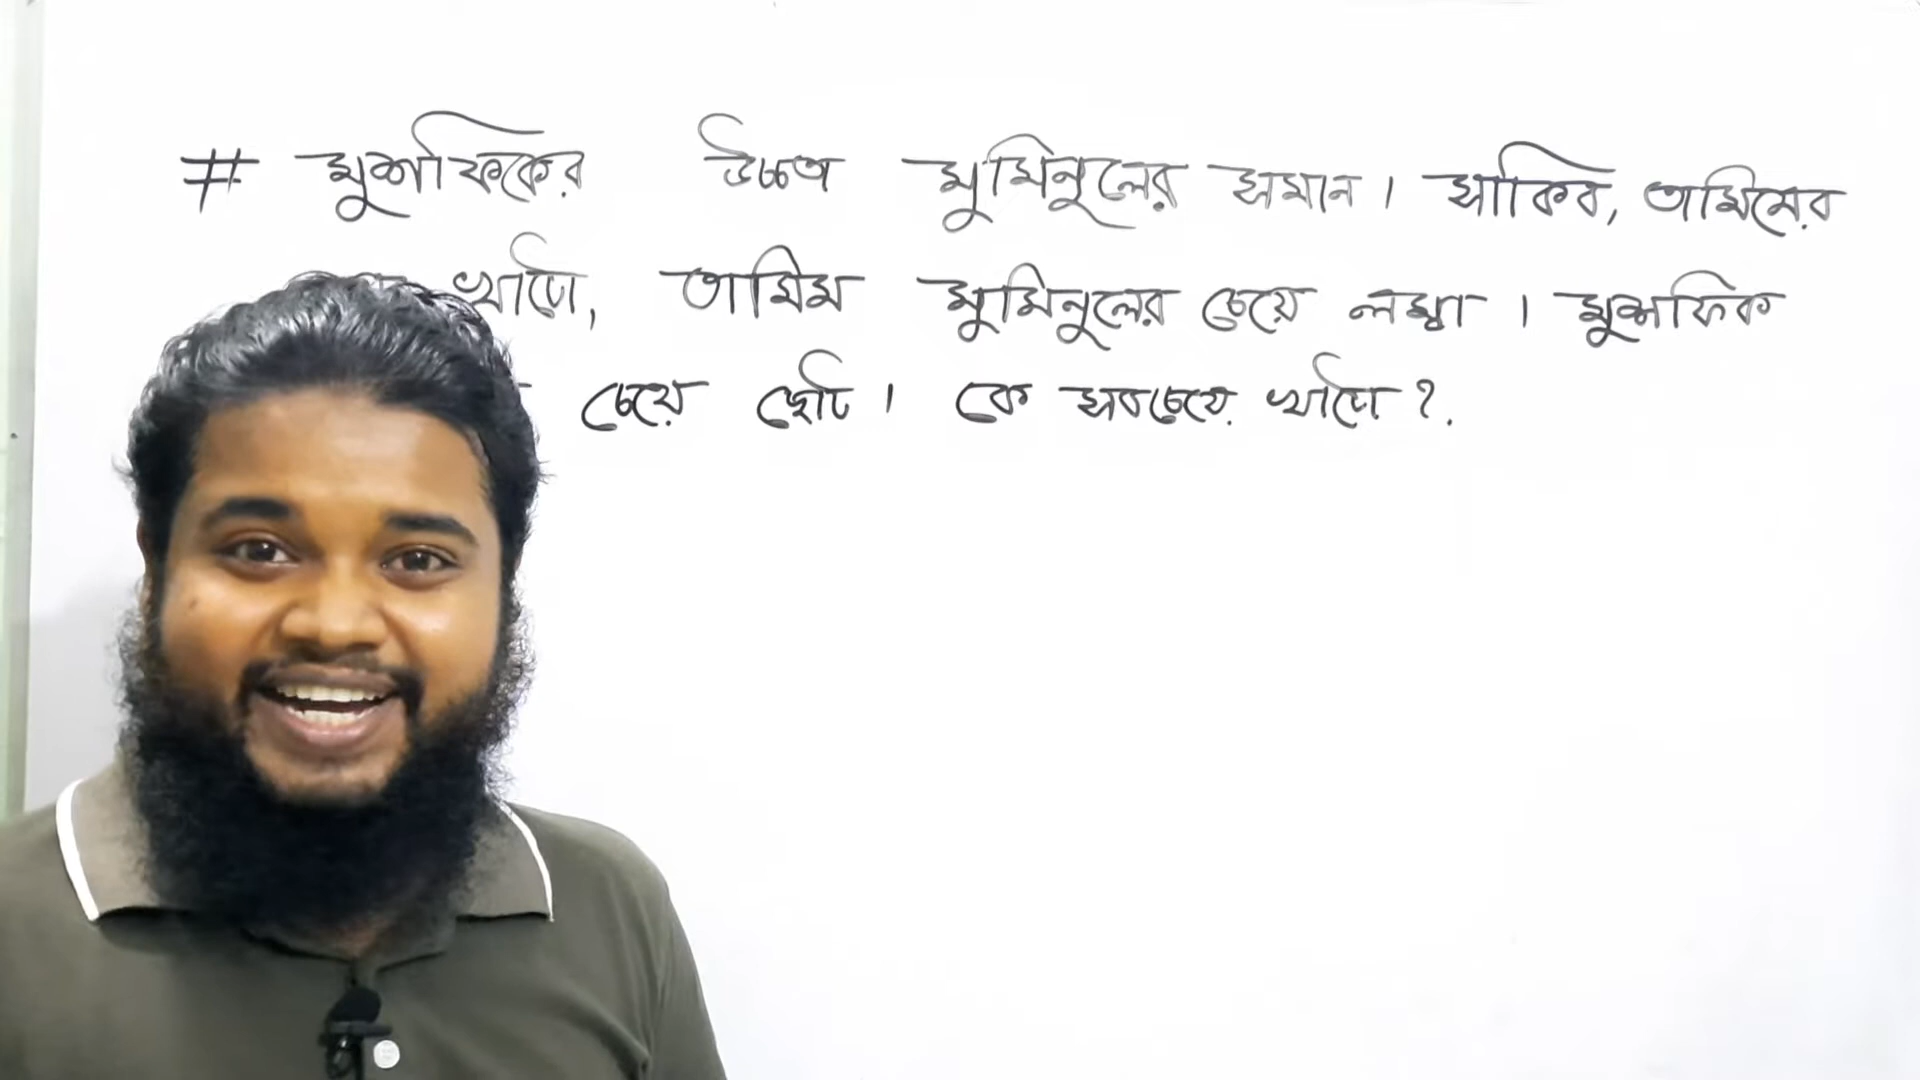 # মুশফিকের উচ্চতা মুমিনুলের সমান। সাকিব, তামিমের
খাটো, তামিম মুমিনুলের চেয়ে লম্বা। মুশফিক
চেয়ে ছোট। কে সবচেয়ে খাটো?